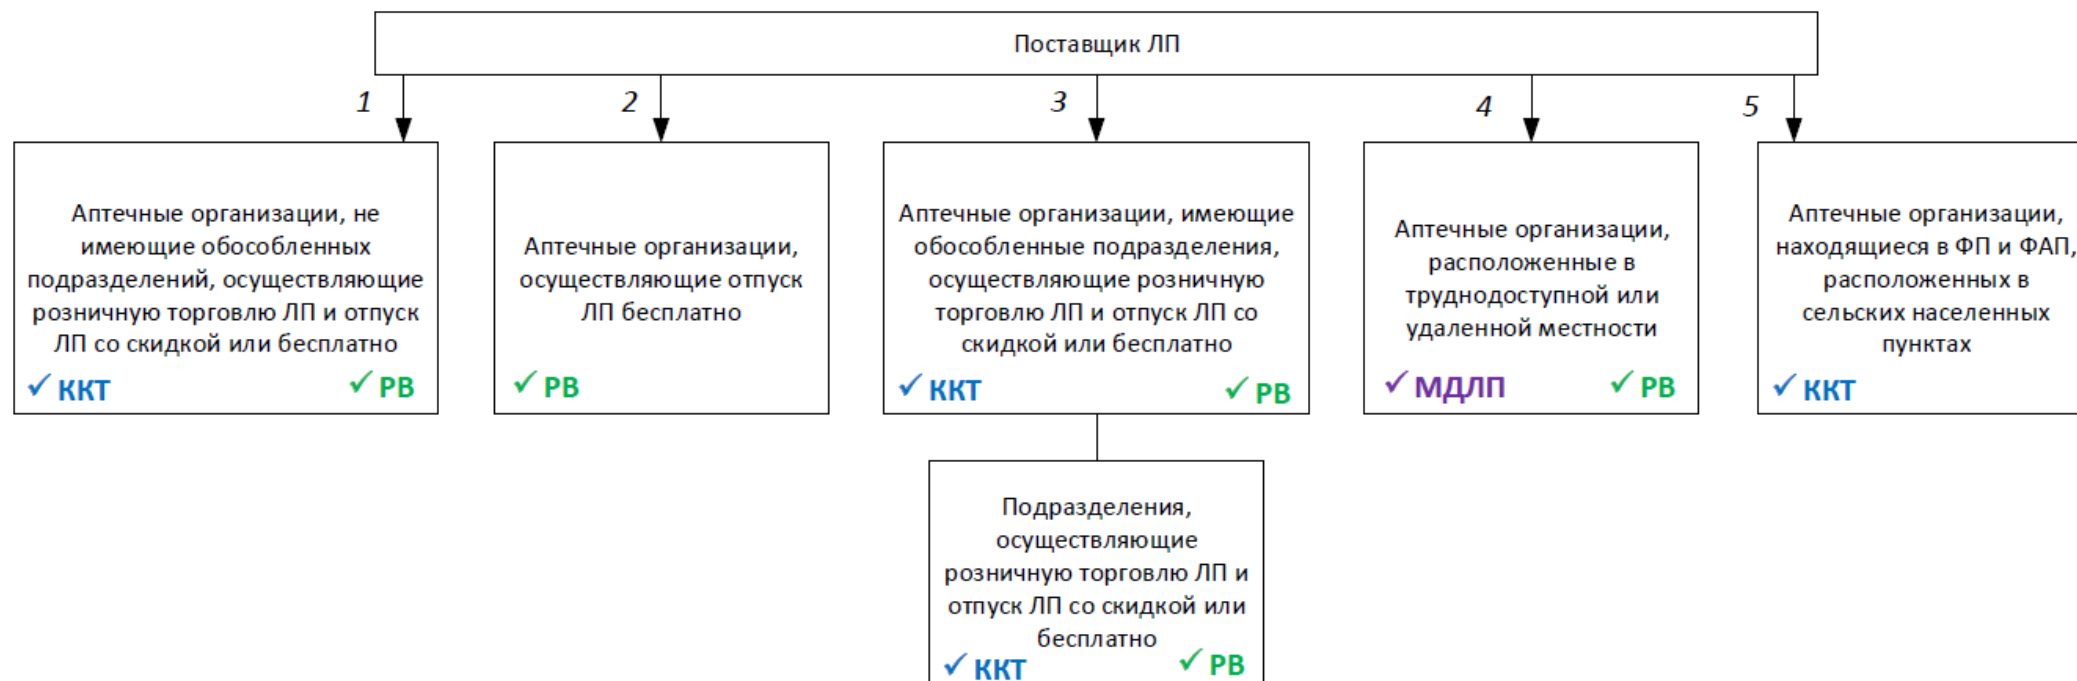 Поставщик ЛП
1
2
3
4
5
Аптечные организации, не
имеющие обособленных
подразделений, осуществляющие
розничную торговлю ЛП и отпуск
ЛП со скидкой или бесплатно
✓ ККТ
✓ РВ
Аптечные организации,
осуществляющие отпуск
ЛП бесплатно
✓ РВ
Аптечные организации, имеющие
обособленные подразделения,
осуществляющие розничную
торговлю ЛП и отпуск ЛП со
скидкой или бесплатно
✓ ККТ
✓ РВ
Аптечные организации,
расположенные в
труднодоступной или
удаленной местности
✓ МДЛП
✓ РВ
Аптечные организации,
находящиеся в ФП и ФАП,
расположенных в
сельских населенных
пунктах
✓ ККТ
Подразделения,
осуществляющие
розничную торговлю ЛП и
отпуск ЛП со скидкой или
бесплатно
✓ ККТ
✓ РВ